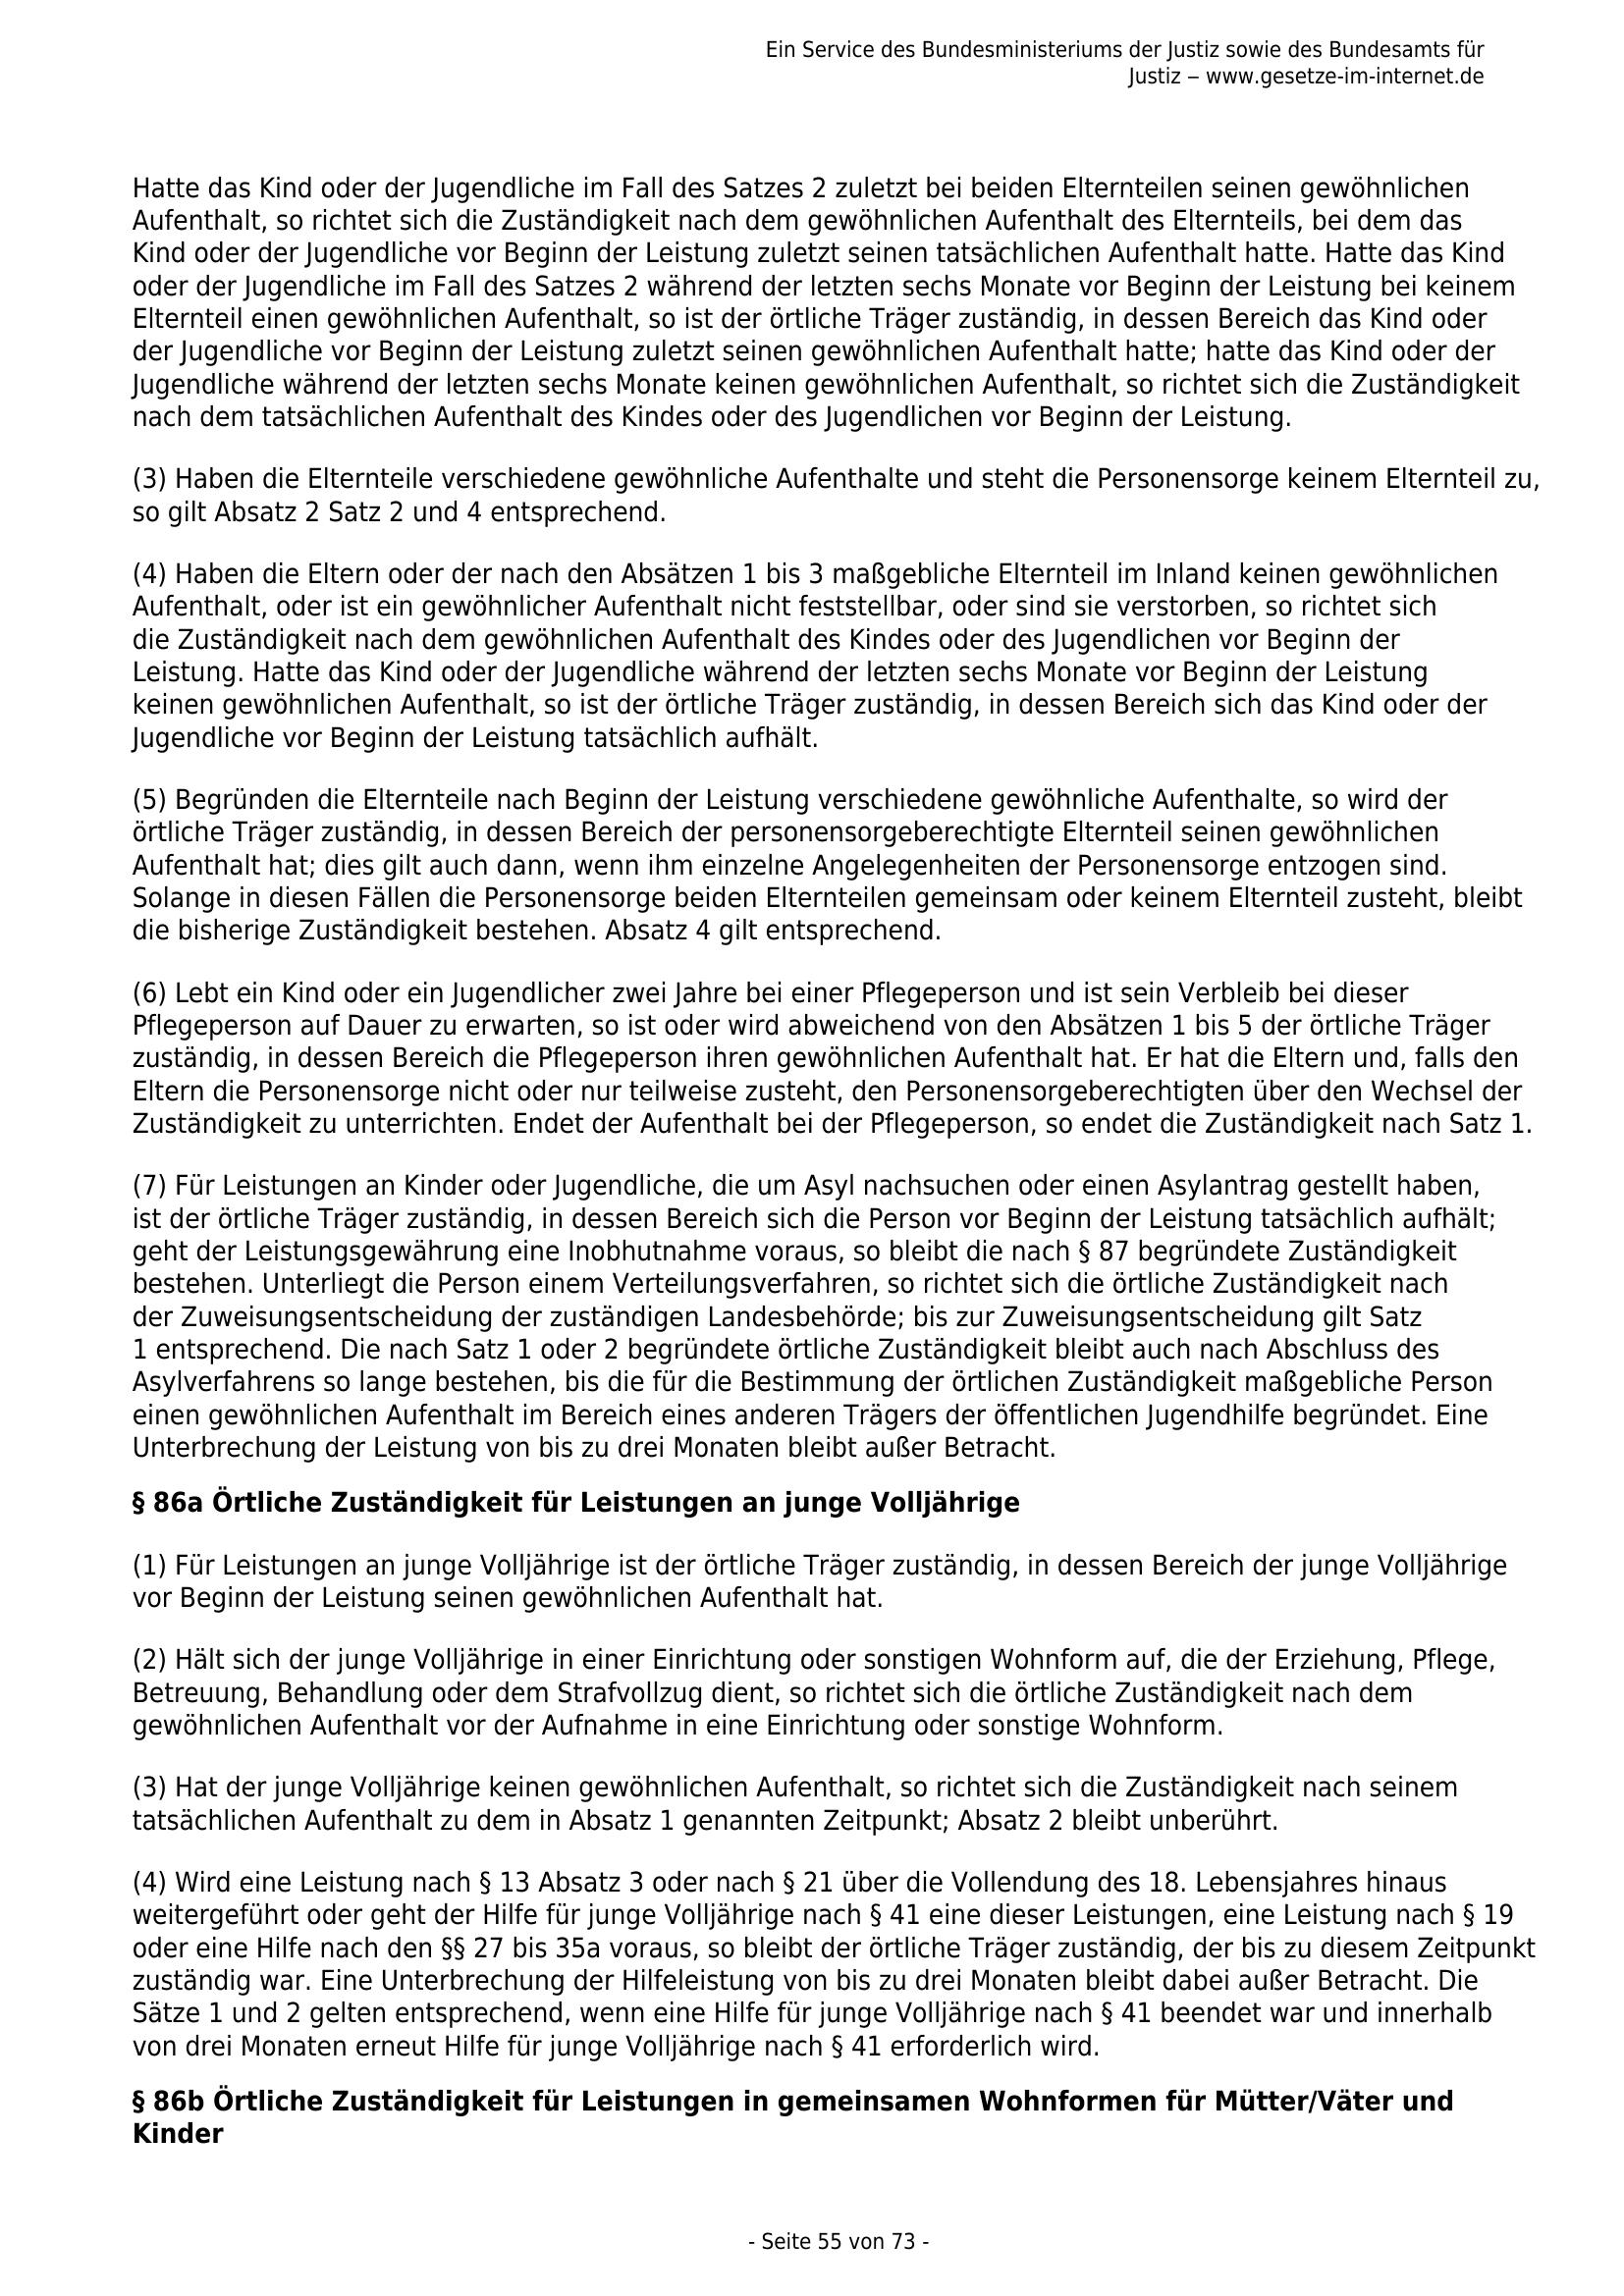 Ein Service des Bundesministeriums der Justiz sowie des Bundesamts für
Justiz ‒ www.gesetze-im-internet.de
Hatte das Kind oder der Jugendliche im Fall des Satzes 2 zuletzt bei beiden Elternteilen seinen gewöhnlichen
Aufenthalt, so richtet sich die Zuständigkeit nach dem gewöhnlichen Aufenthalt des Elternteils, bei dem das
Kind oder der Jugendliche vor Beginn der Leistung zuletzt seinen tatsächlichen Aufenthalt hatte. Hatte das Kind
oder der Jugendliche im Fall des Satzes 2 während der letzten sechs Monate vor Beginn der Leistung bei keinem
Elternteil einen gewöhnlichen Aufenthalt, so ist der örtliche Träger zuständig, in dessen Bereich das Kind oder
der Jugendliche vor Beginn der Leistung zuletzt seinen gewöhnlichen Aufenthalt hatte; hatte das Kind oder der
Jugendliche während der letzten sechs Monate keinen gewöhnlichen Aufenthalt, so richtet sich die Zuständigkeit
nach dem tatsächlichen Aufenthalt des Kindes oder des Jugendlichen vor Beginn der Leistung.
(3) Haben die Elternteile verschiedene gewöhnliche Aufenthalte und steht die Personensorge keinem Elternteil zu,
so gilt Absatz 2 Satz 2 und 4 entsprechend.
(4) Haben die Eltern oder der nach den Absätzen 1 bis 3 maßgebliche Elternteil im Inland keinen gewöhnlichen
Aufenthalt, oder ist ein gewöhnlicher Aufenthalt nicht feststellbar, oder sind sie verstorben, so richtet sich
die Zuständigkeit nach dem gewöhnlichen Aufenthalt des Kindes oder des Jugendlichen vor Beginn der
Leistung. Hatte das Kind oder der Jugendliche während der letzten sechs Monate vor Beginn der Leistung
keinen gewöhnlichen Aufenthalt, so ist der örtliche Träger zuständig, in dessen Bereich sich das Kind oder der
Jugendliche vor Beginn der Leistung tatsächlich aufhält.
(5) Begründen die Elternteile nach Beginn der Leistung verschiedene gewöhnliche Aufenthalte, so wird der
örtliche Träger zuständig, in dessen Bereich der personensorgeberechtigte Elternteil seinen gewöhnlichen
Aufenthalt hat; dies gilt auch dann, wenn ihm einzelne Angelegenheiten der Personensorge entzogen sind.
Solange in diesen Fällen die Personensorge beiden Elternteilen gemeinsam oder keinem Elternteil zusteht, bleibt
die bisherige Zuständigkeit bestehen. Absatz 4 gilt entsprechend.
(6) Lebt ein Kind oder ein Jugendlicher zwei Jahre bei einer Pflegeperson und ist sein Verbleib bei dieser
Pflegeperson auf Dauer zu erwarten, so ist oder wird abweichend von den Absätzen 1 bis 5 der örtliche Träger
zuständig, in dessen Bereich die Pflegeperson ihren gewöhnlichen Aufenthalt hat. Er hat die Eltern und, falls den
Eltern die Personensorge nicht oder nur teilweise zusteht, den Personensorgeberechtigten über den Wechsel der
Zuständigkeit zu unterrichten. Endet der Aufenthalt bei der Pflegeperson, so endet die Zuständigkeit nach Satz 1.
(7) Für Leistungen an Kinder oder Jugendliche, die um Asyl nachsuchen oder einen Asylantrag gestellt haben,
ist der örtliche Träger zuständig, in dessen Bereich sich die Person vor Beginn der Leistung tatsächlich aufhält;
geht der Leistungsgewährung eine Inobhutnahme voraus, so bleibt die nach § 87 begründete Zuständigkeit
bestehen. Unterliegt die Person einem Verteilungsverfahren, so richtet sich die örtliche Zuständigkeit nach
der Zuweisungsentscheidung der zuständigen Landesbehörde; bis zur Zuweisungsentscheidung gilt Satz
1 entsprechend. Die nach Satz 1 oder 2 begründete örtliche Zuständigkeit bleibt auch nach Abschluss des
Asylverfahrens so lange bestehen, bis die für die Bestimmung der örtlichen Zuständigkeit maßgebliche Person
einen gewöhnlichen Aufenthalt im Bereich eines anderen Trägers der öffentlichen Jugendhilfe begründet. Eine
Unterbrechung der Leistung von bis zu drei Monaten bleibt außer Betracht.
§ 86a Örtliche Zuständigkeit für Leistungen an junge Volljährige
(1) Für Leistungen an junge Volljährige ist der örtliche Träger zuständig, in dessen Bereich der junge Volljährige
vor Beginn der Leistung seinen gewöhnlichen Aufenthalt hat.
(2) Hält sich der junge Volljährige in einer Einrichtung oder sonstigen Wohnform auf, die der Erziehung, Pflege,
Betreuung, Behandlung oder dem Strafvollzug dient, so richtet sich die örtliche Zuständigkeit nach dem
gewöhnlichen Aufenthalt vor der Aufnahme in eine Einrichtung oder sonstige Wohnform.
(3) Hat der junge Volljährige keinen gewöhnlichen Aufenthalt, so richtet sich die Zuständigkeit nach seinem
tatsächlichen Aufenthalt zu dem in Absatz 1 genannten Zeitpunkt; Absatz 2 bleibt unberührt.
(4) Wird eine Leistung nach § 13 Absatz 3 oder nach § 21 über die Vollendung des 18. Lebensjahres hinaus
weitergeführt oder geht der Hilfe für junge Volljährige nach § 41 eine dieser Leistungen, eine Leistung nach § 19
oder eine Hilfe nach den §§ 27 bis 35a voraus, so bleibt der örtliche Träger zuständig, der bis zu diesem Zeitpunkt
zuständig war. Eine Unterbrechung der Hilfeleistung von bis zu drei Monaten bleibt dabei außer Betracht. Die
Sätze 1 und 2 gelten entsprechend, wenn eine Hilfe für junge Volljährige nach § 41 beendet war und innerhalb
von drei Monaten erneut Hilfe für junge Volljährige nach § 41 erforderlich wird.
§ 86b Örtliche Zuständigkeit für Leistungen in gemeinsamen Wohnformen für Mütter/Väter und
Kinder
- Seite 55 von 73 -